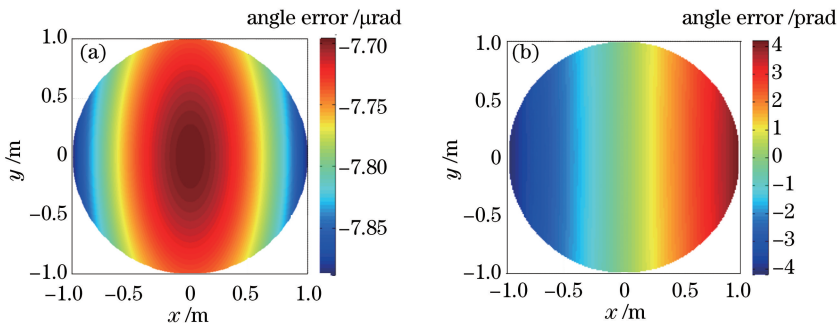 angle error /μrad
(a)
1.0
0.5
0
−0.5
−1.0
y /m
−1.0 −0.5 0 0.5 1.0
x /m
−7.70
−7.75
−7.80
−7.85
angle error /prad
(b)
1.0
0.5
0
−0.5
−1.0
y /m
−1.0 −0.5 0 0.5 1.0
x /m
4
3
2
1
0
−1
−2
−3
−4